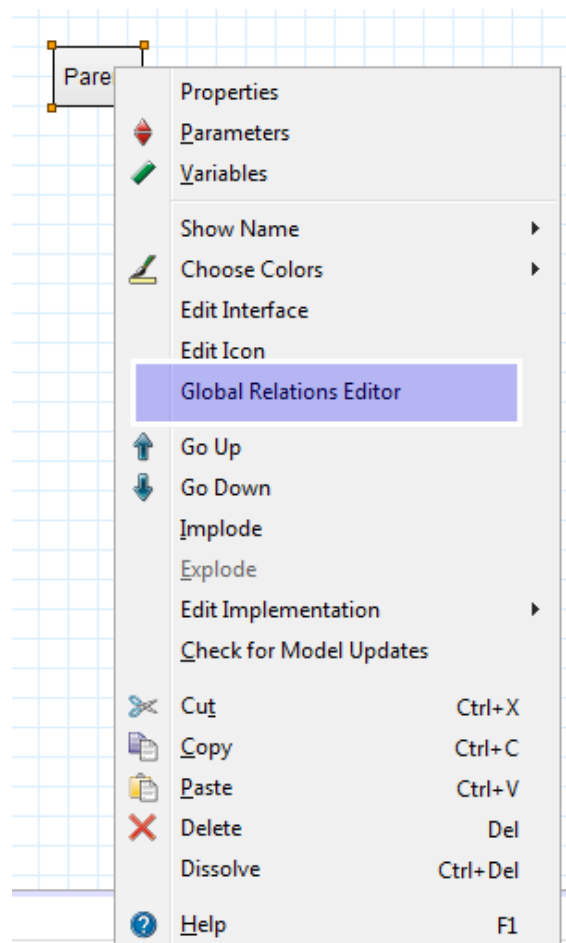 Pare
Properties
Parameters
Variables
Show Name
Choose Colors
Edit Interface
Edit Icon
Global Relations Editor
Go Up
Go Down
Implode
Explode
Edit Implementation
Check for Model Updates
Cut Ctrl+X
Copy Ctrl+C
Paste Ctrl+V
Delete Del
Dissolve Ctrl+Del
Help F1